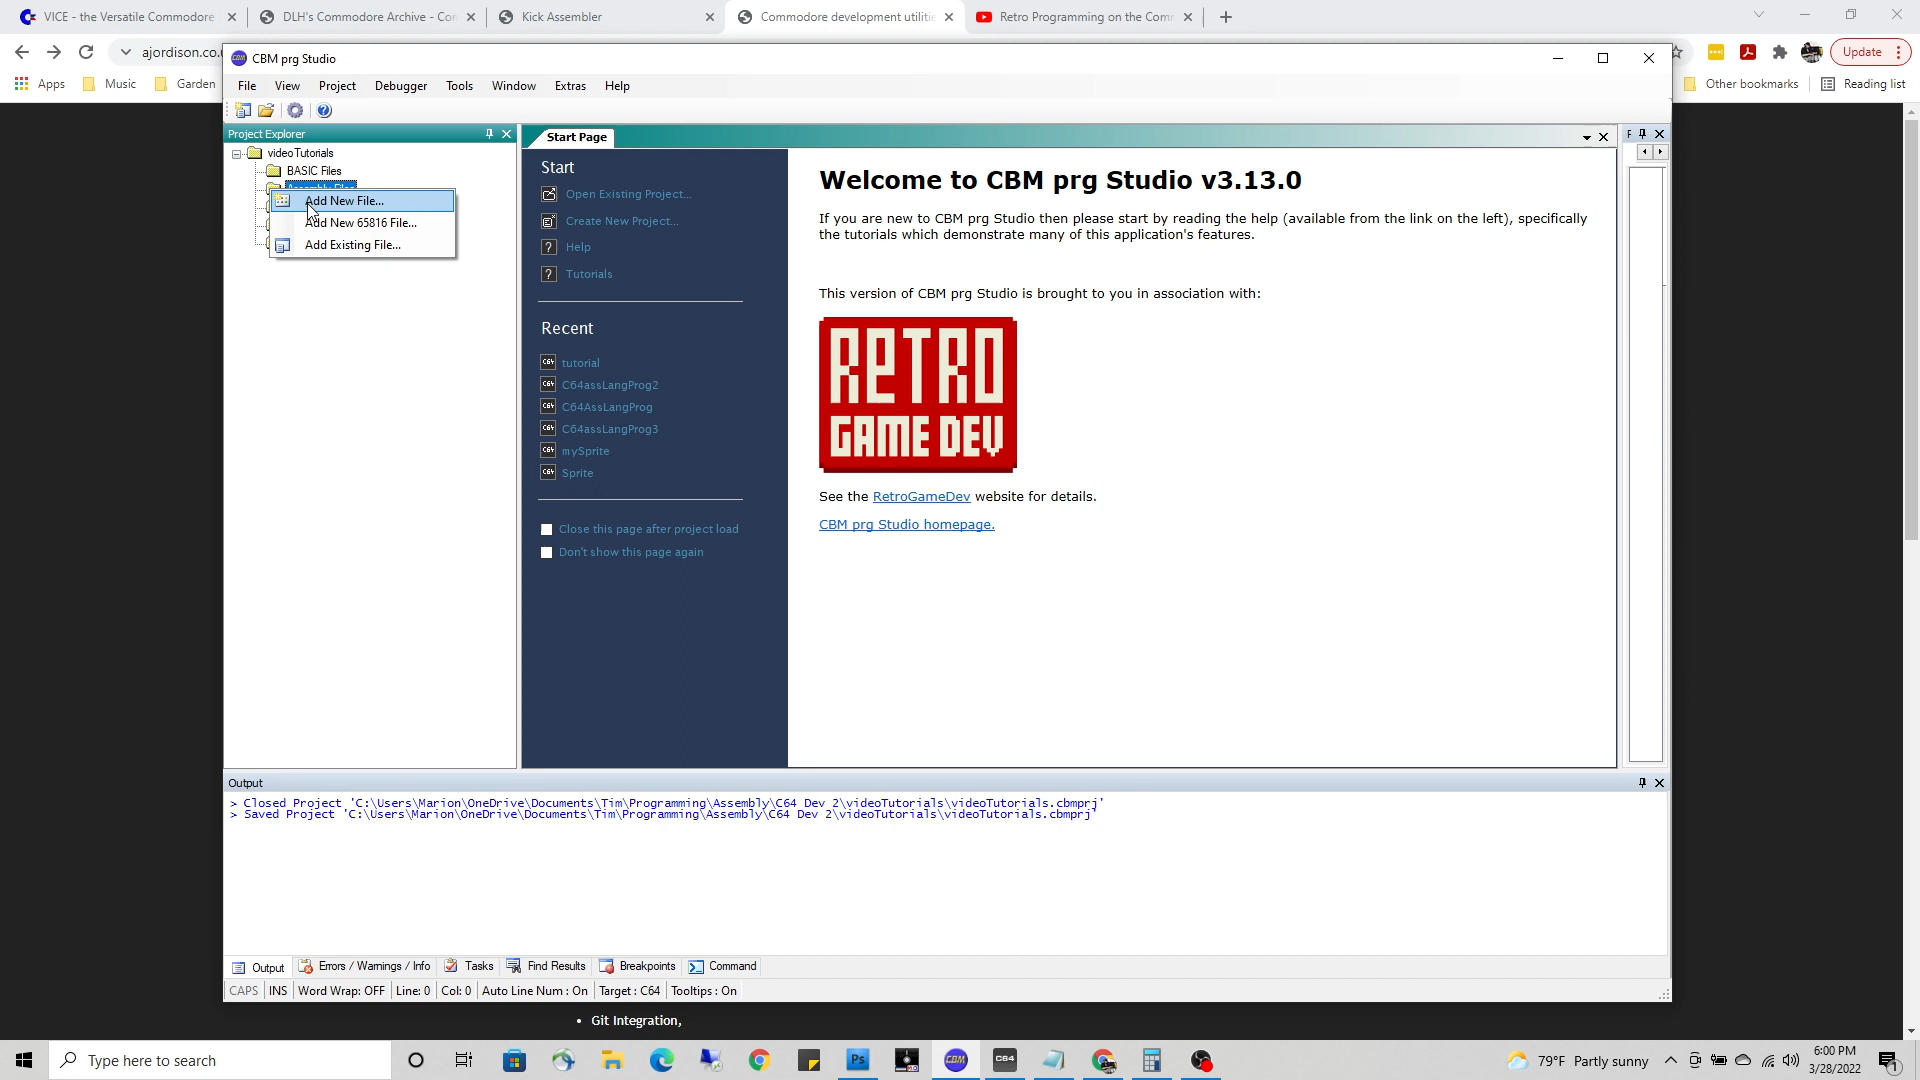 VICE - the Versatile Commodore
DLH's Commodore Archive - Con
Kick Assembler
Commodore development utilitie
Retro Programming on the Comm
ajordison.co.u
Update
Apps
Music
Garden
Other bookmarks
Reading list
CBM prg Studio
File View Project Debugger Tools Window Extras Help
Project Explorer
Start Page
videoTutorials
BASIC Files
Assembly Files
Add New File...
Add New 65816 File...
Add Existing File...
Start
Open Existing Project...
Create New Project...
Help
Tutorials
Recent
tutorial
C64assLangProg2
C64AssLangProg
C64assLangProg3
mySprite
Sprite
Close this page after project load
Don't show this page again
Welcome to CBM prg Studio v3.13.0
If you are new to CBM prg Studio then please start by reading the help (available from the link on the left), specifically
the tutorials which demonstrate many of this application's features.
This version of CBM prg Studio is brought to you in association with:
RETRO
GAME DEV
See the RetroGameDev website for details.
CBM prg Studio homepage.
Output
> Closed Project 'C:\Users\Marion\OneDrive\Documents\Tim\Programming\Assembly\C64 Dev 2\videoTutorials\videoTutorials.cbmprj'
> Saved Project 'C:\Users\Marion\OneDrive\Documents\Tim\Programming\Assembly\C64 Dev 2\videoTutorials\videoTutorials.cbmprj'
Output Errors / Warnings / Info Tasks Find Results Breakpoints Command
CAPS INS Word Wrap: OFF Line: 0 Col: 0 Auto Line Num : On Target : C64 Tooltips : On
• Git Integration,
Type here to search
79°F Partly sunny
6:00 PM
3/28/2022